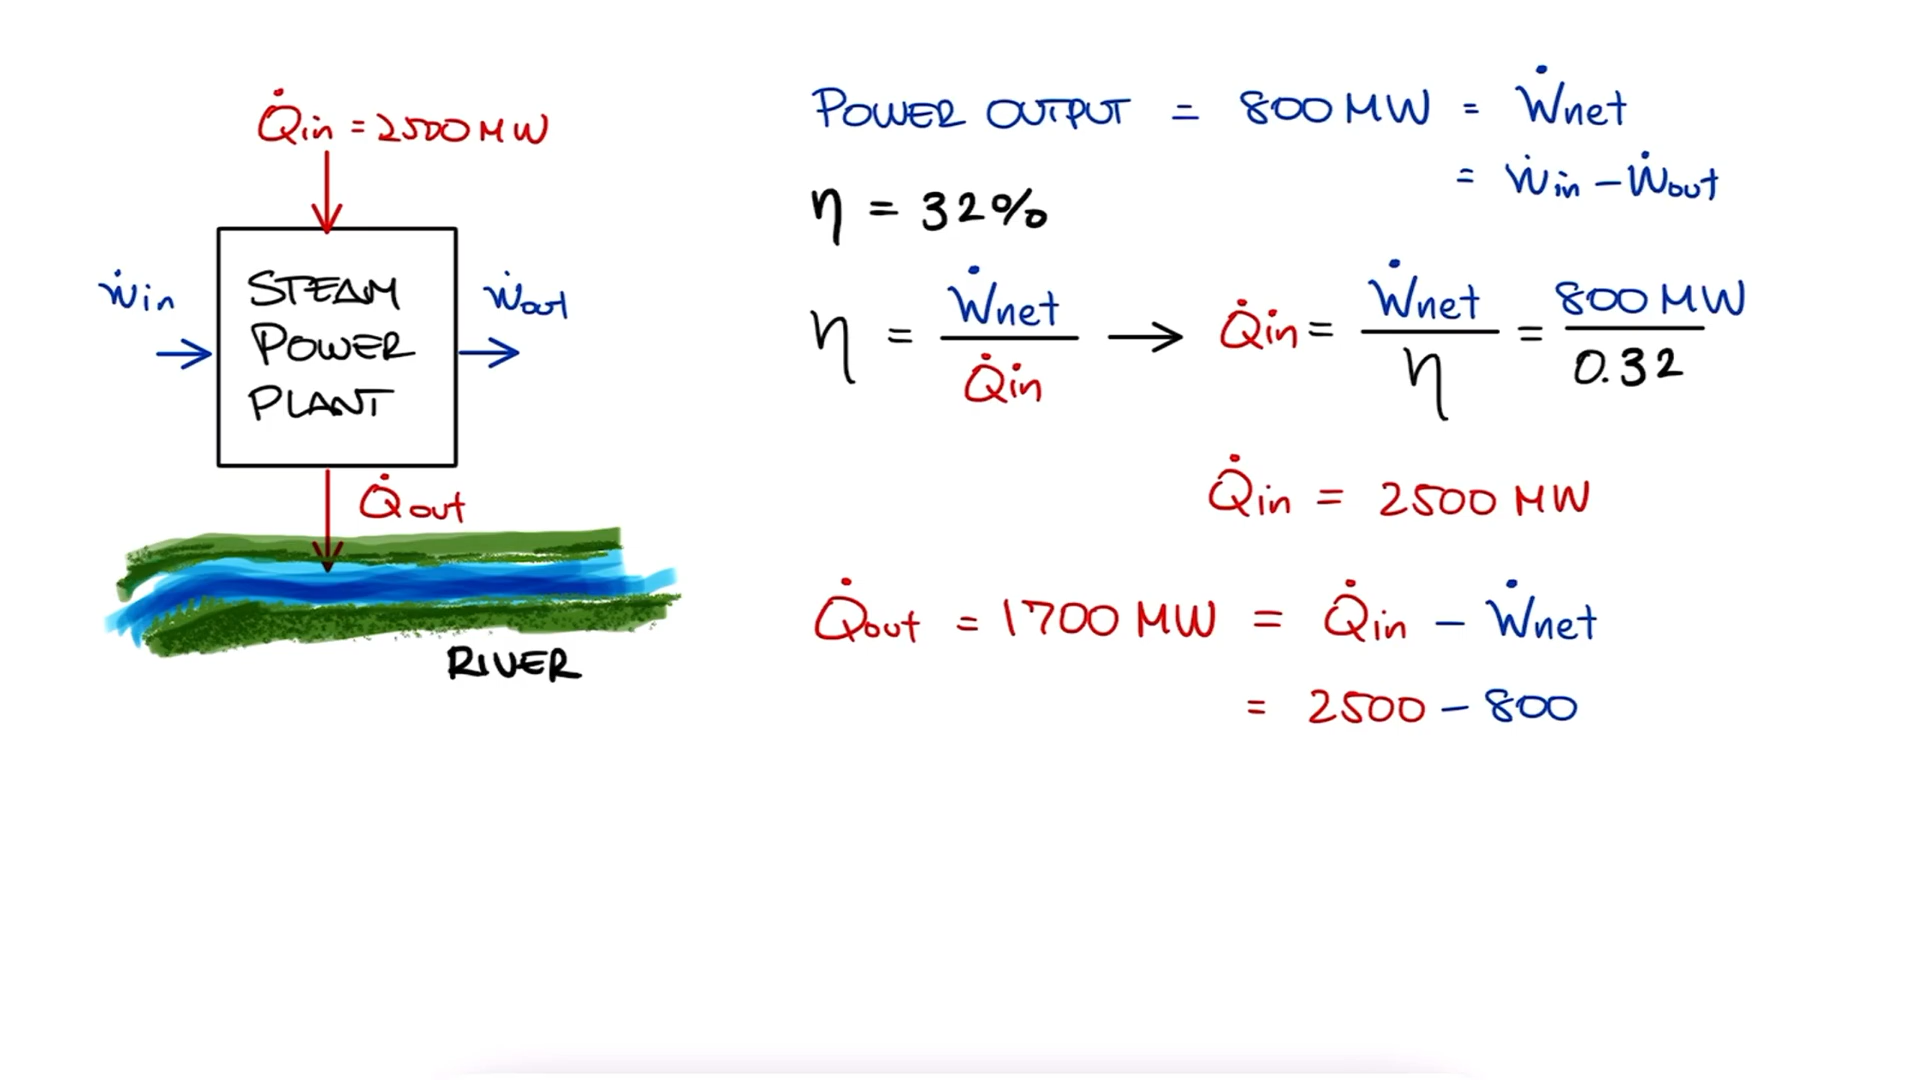 Q̇in = 2500 MW
Ẇin
STEAM
POWER
PLANT
Ẇout
Q̇out
RIVER
POWER OUTPUT = 800 MW = Ẇnet
= Ẇin − Ẇout
η = 32%
η = Ẇnet / Q̇in → Q̇in = Ẇnet / η = 800 MW / 0.32
Q̇in = 2500 MW
Q̇out = 1700 MW = Q̇in − Ẇnet
= 2500 − 800